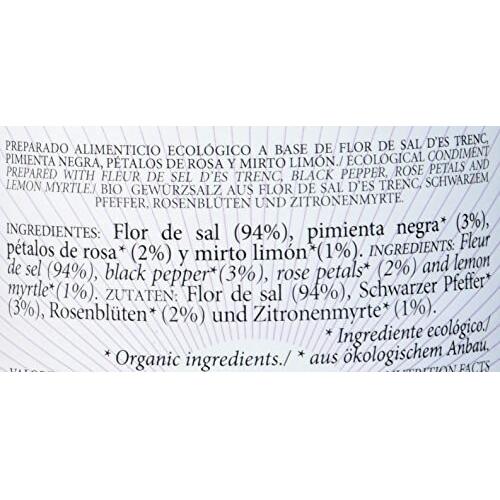 PREPARADO ALIMENTICIO ECOLÓGICO A BASE DE FLOR DE SAL D'ES TRENC,
PIMIENTA NEGRA, PÉTALOS DE ROSA Y MIRTO LIMÓN./ ECOLÓGICAL CONDIMENT
PREPARED WITH FLEUR DE SEL D'ES TRENC, BLACK PEPPER, ROSE PETALS AND
LEMON MYRTLE./ BIO GEWÜRZSALZ AUS FLOR DE SAL D'ES TRENC, SCHWARZEM
PFEFFER, ROSENBLÜTEN UND ZITRONENMYRTE.
INGREDIENTES: Flor de sal (94%), pimienta negra* (3%),
pétalos de rosa* (2%) y mirto limón*(1%). INGREDIENTS: Fleur
de sel (94%), black pepper*(3%), rose petals* (2%) and lemon
myrtle*(1%). ZUTATEN: Flor de sal (94%), Schwarzer Pfeffer*
(3%), Rosenblüten* (2%) und Zitronenmyrte* (1%).
* Ingrediente ecológico./
* Organic ingredients./ * aus ökologischem Anbau.
NUTRITION FACTS